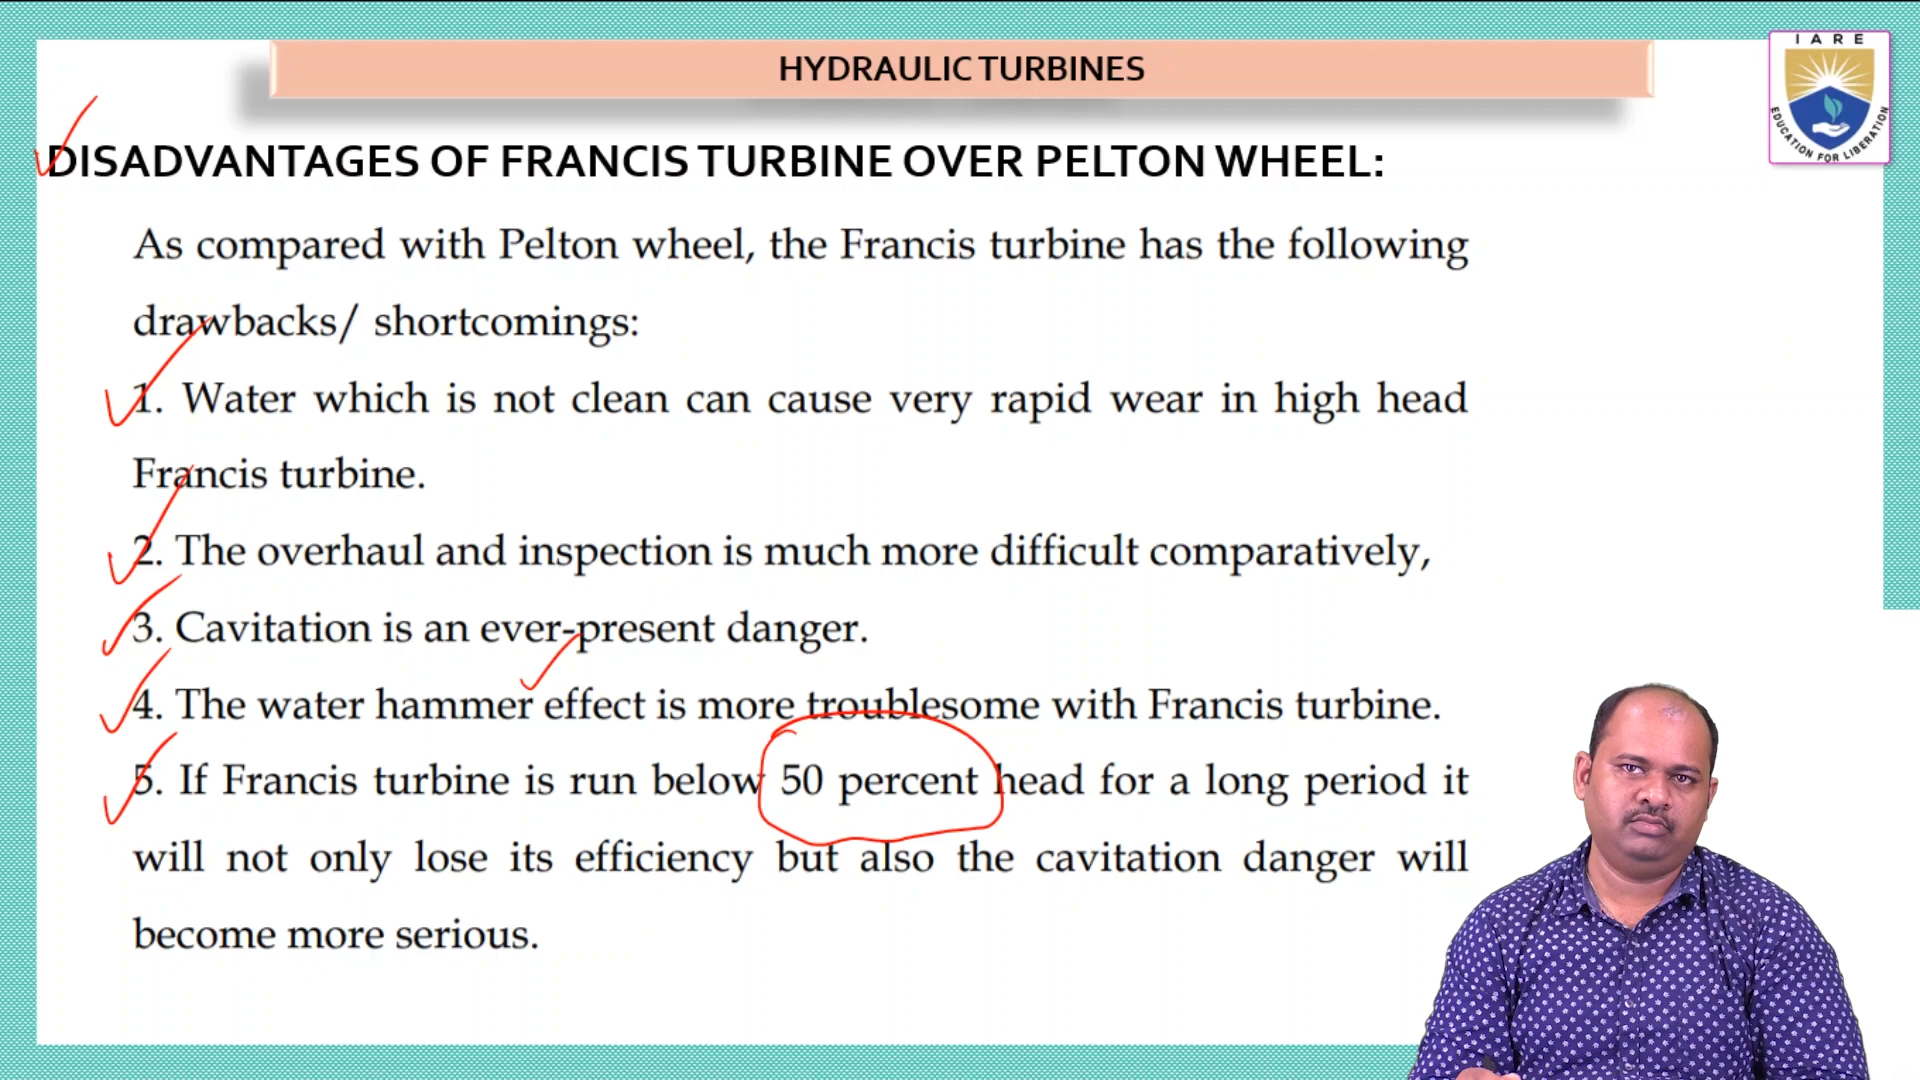 HYDRAULIC TURBINES
IARE
EDUCATION FOR LIBERATION
DISADVANTAGES OF FRANCIS TURBINE OVER PELTON WHEEL:
As compared with Pelton wheel, the Francis turbine has the following
drawbacks/ shortcomings:
1. Water which is not clean can cause very rapid wear in high head
Francis turbine.
2. The overhaul and inspection is much more difficult comparatively,
3. Cavitation is an ever-present danger.
4. The water hammer effect is more troublesome with Francis turbine.
5. If Francis turbine is run below 50 percent head for a long period it
will not only lose its efficiency but also the cavitation danger will
become more serious.